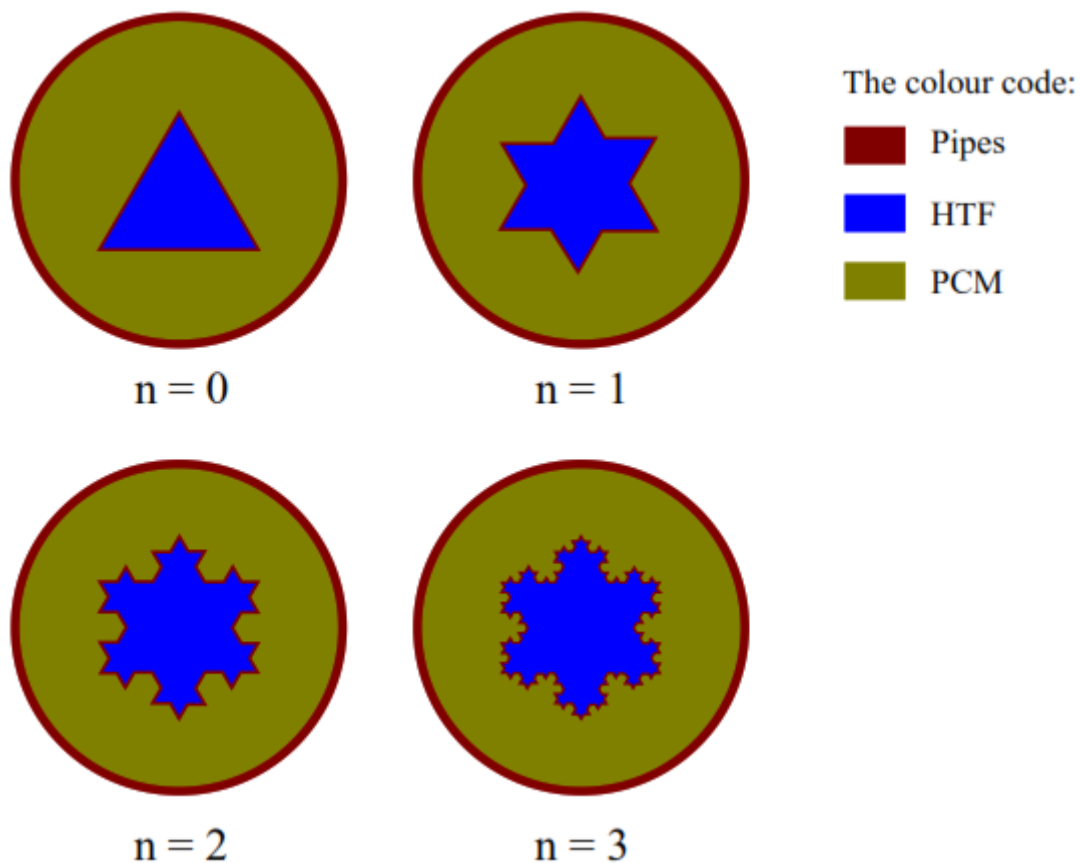 The colour code:
Pipes
HTF
PCM
n = 0
n = 1
n = 2
n = 3